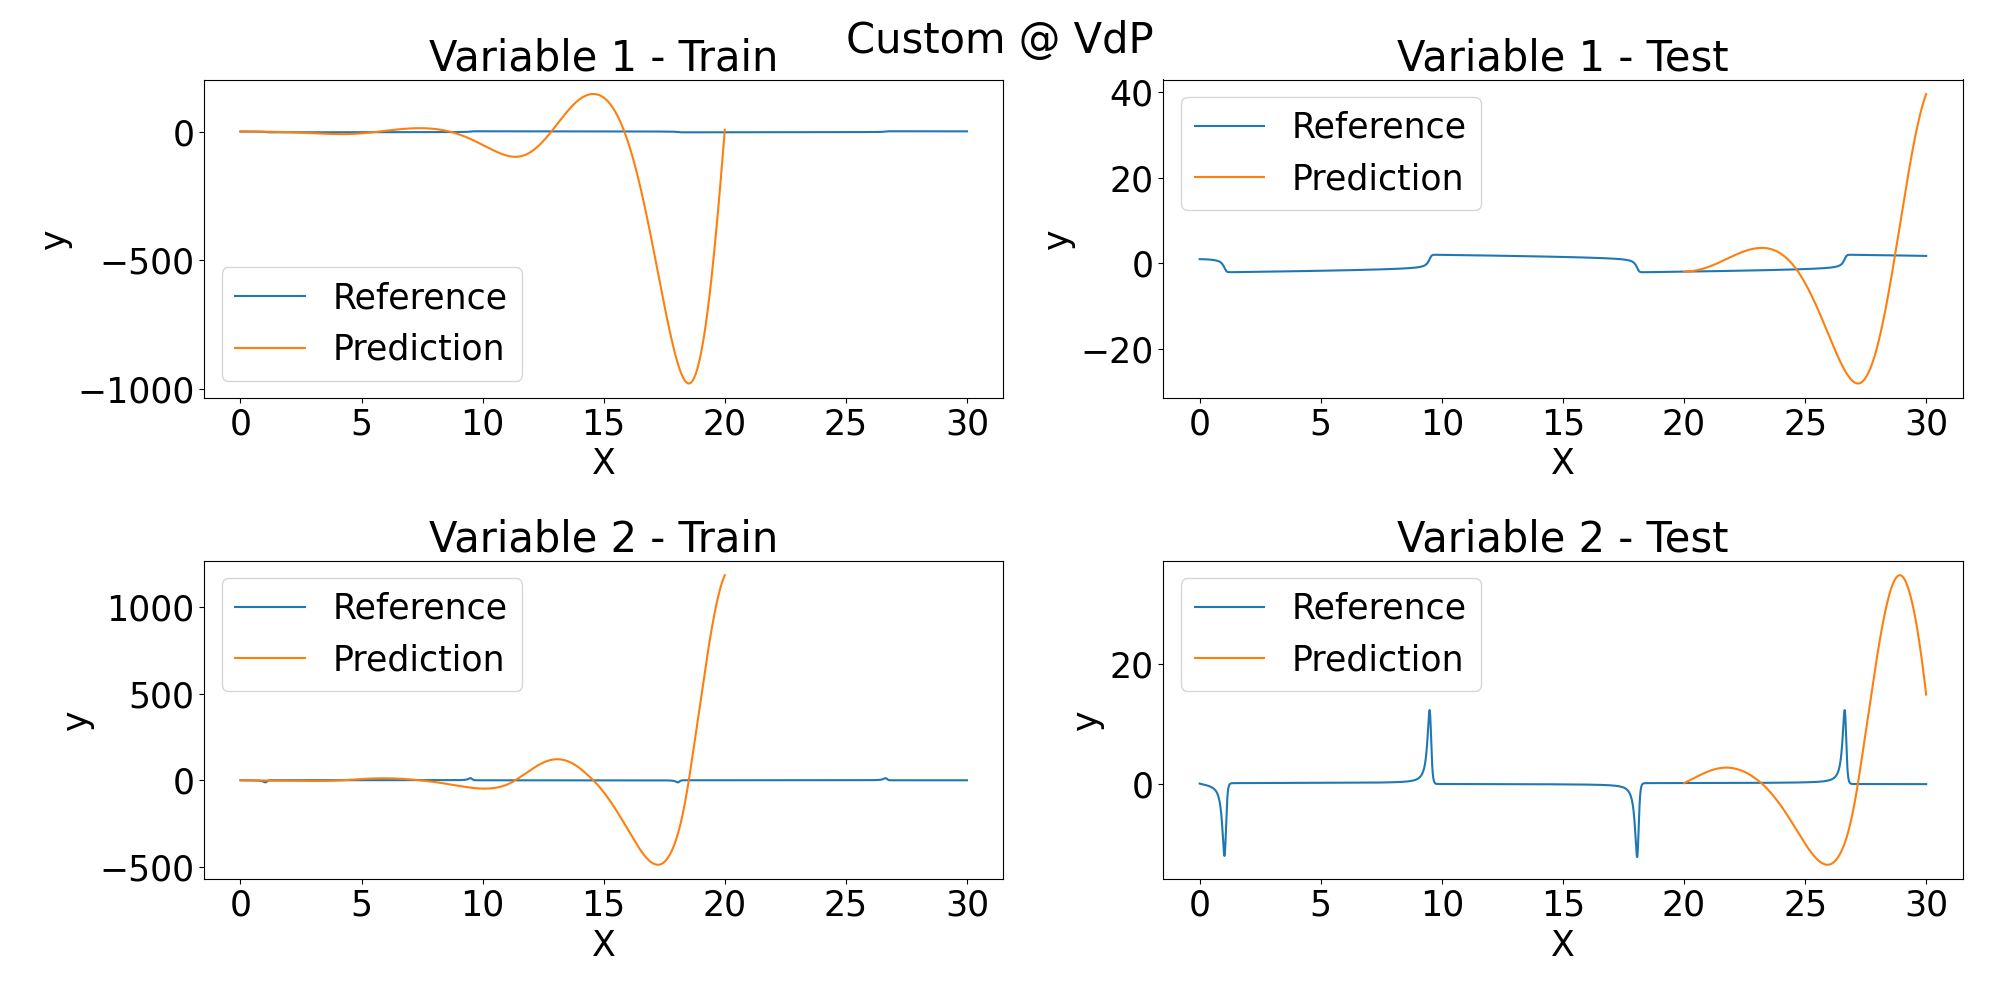 Custom @ VdP
Variable 1 - Train
0
−500
−1000
y
Reference
Prediction
0 5 10 15 20 25 30
X
Variable 1 - Test
40
20
0
−20
y
Reference
Prediction
0 5 10 15 20 25 30
X
Variable 2 - Train
1000
500
0
−500
y
Reference
Prediction
0 5 10 15 20 25 30
X
Variable 2 - Test
20
0
y
Reference
Prediction
0 5 10 15 20 25 30
X